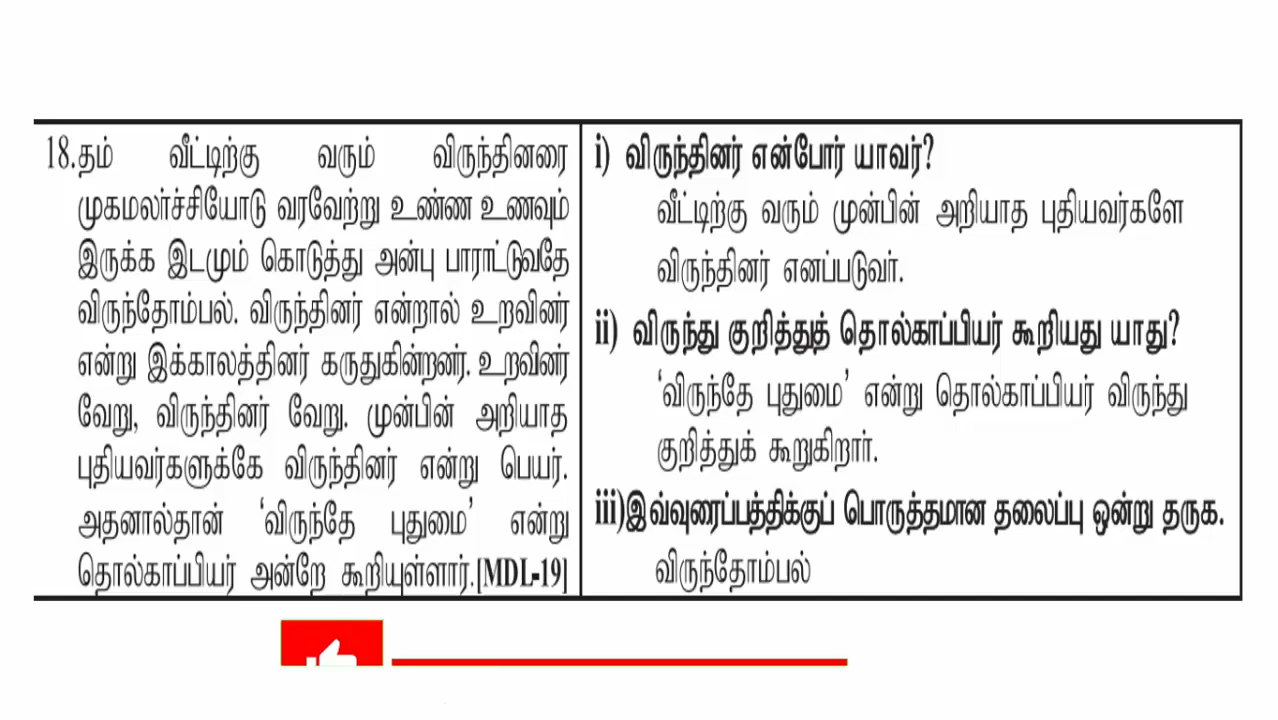 18.தம் வீட்டிற்கு வரும் விருந்தினரை
முகமலர்ச்சியோடு வரவேற்று உண்ண உணவும்
இருக்க இடமும் கொடுத்து அன்பு பாராட்டுவதே
விருந்தோம்பல். விருந்தினர் என்றால் உறவினர்
என்று இக்காலத்தினர் கருதுகின்றனர். உறவினர்
வேறு, விருந்தினர் வேறு. முன்பின் அறியாத
புதியவர்களுக்கே விருந்தினர் என்று பெயர்.
அதனால்தான் ‘விருந்தே புதுமை’ என்று
தொல்காப்பியர் அன்றே கூறியுள்ளார்.[MDL-19]
i) விருந்தினர் என்போர் யாவர்?
வீட்டிற்கு வரும் முன்பின் அறியாத புதியவர்களே
விருந்தினர் எனப்படுவர்.
ii) விருந்து குறித்துத் தொல்காப்பியர் கூறியது யாது?
‘விருந்தே புதுமை’ என்று தொல்காப்பியர் விருந்து
குறித்துக் கூறுகிறார்.
iii)இவ்வுரைப்பத்திக்குப் பொருத்தமான தலைப்பு ஒன்று தருக.
விருந்தோம்பல்